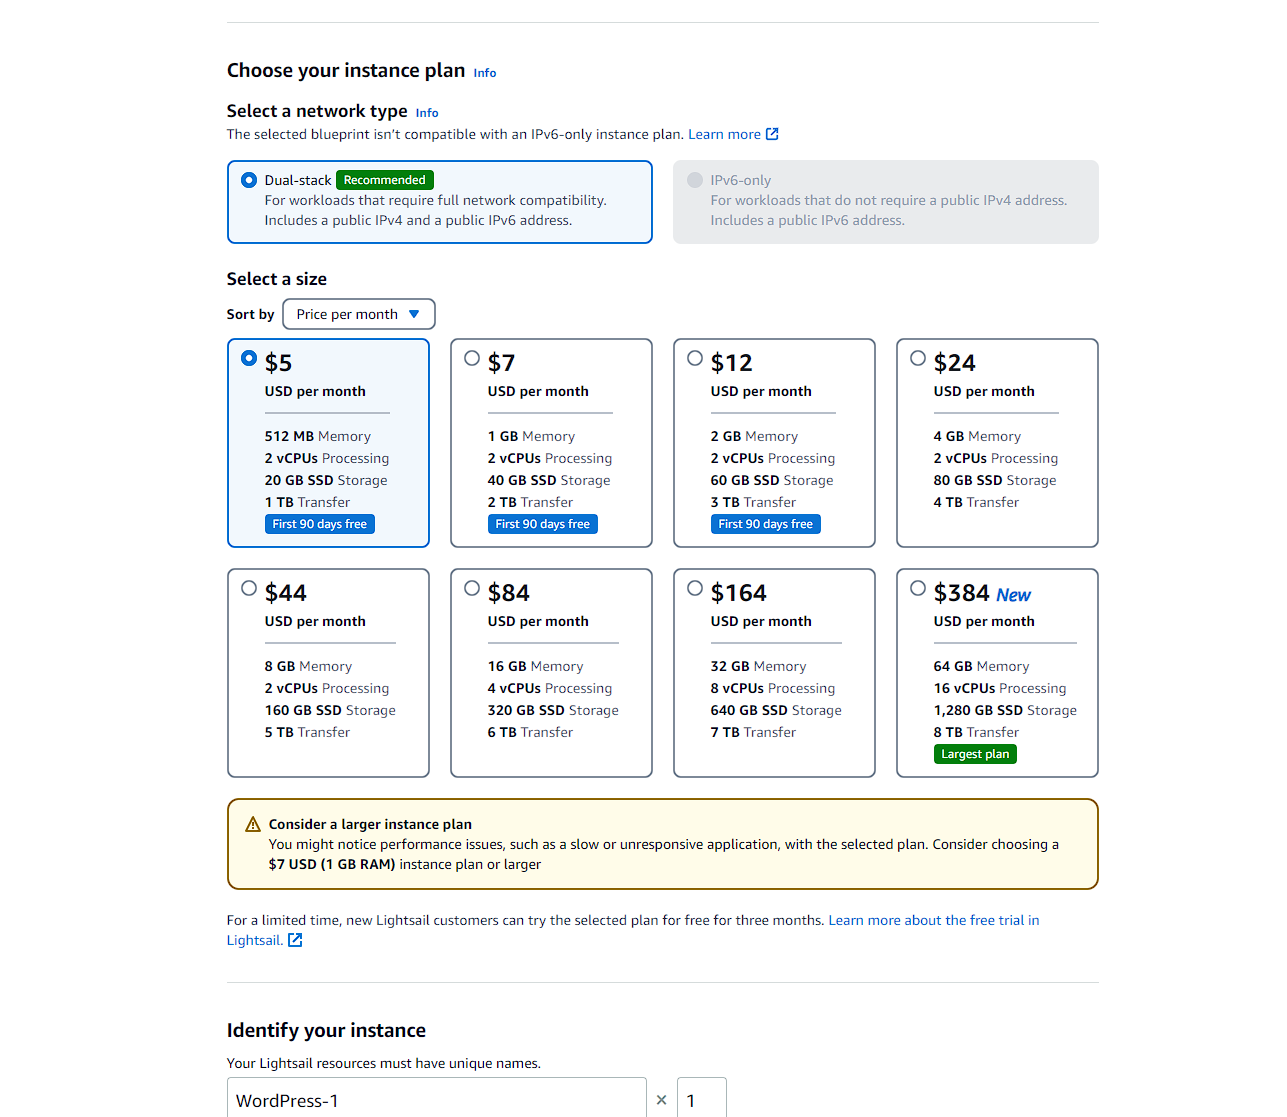 Choose your instance plan Info
Select a network type Info
The selected blueprint isn't compatible with an IPv6-only instance plan. Learn more
Dual-stack Recommended
For workloads that require full network compatibility.
Includes a public IPv4 and a public IPv6 address.
IPv6-only
For workloads that do not require a public IPv4 address.
Includes a public IPv6 address.
Select a size
Sort by Price per month
$5
USD per month
512 MB Memory
2 vCPUs Processing
20 GB SSD Storage
1 TB Transfer
First 90 days free
$7
USD per month
1 GB Memory
2 vCPUs Processing
40 GB SSD Storage
2 TB Transfer
First 90 days free
$12
USD per month
2 GB Memory
2 vCPUs Processing
60 GB SSD Storage
3 TB Transfer
First 90 days free
$24
USD per month
4 GB Memory
2 vCPUs Processing
80 GB SSD Storage
4 TB Transfer
$44
USD per month
8 GB Memory
2 vCPUs Processing
160 GB SSD Storage
5 TB Transfer
$84
USD per month
16 GB Memory
4 vCPUs Processing
320 GB SSD Storage
6 TB Transfer
$164
USD per month
32 GB Memory
8 vCPUs Processing
640 GB SSD Storage
7 TB Transfer
$384 New
USD per month
64 GB Memory
16 vCPUs Processing
1,280 GB SSD Storage
8 TB Transfer
Largest plan
Consider a larger instance plan
You might notice performance issues, such as a slow or unresponsive application, with the selected plan. Consider choosing a
$7 USD (1 GB RAM) instance plan or larger
For a limited time, new Lightsail customers can try the selected plan for free for three months. Learn more about the free trial in
Lightsail.
Identify your instance
Your Lightsail resources must have unique names.
WordPress-1 × 1